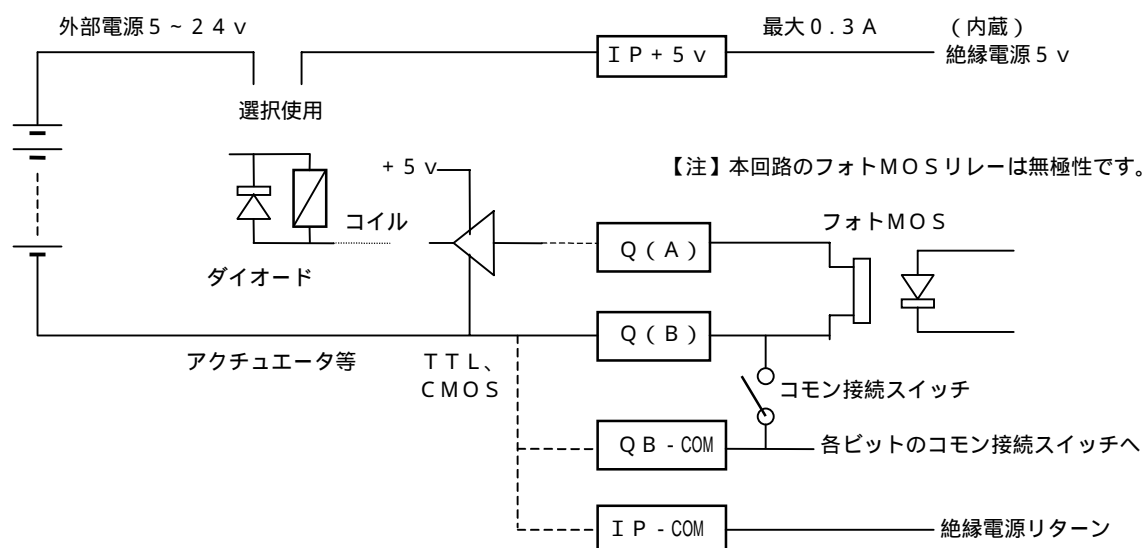 外部電源5~24v
最大0.3A
(内蔵)
IP+5v
絶縁電源5v
選択使用
+5v
【注】本回路のフォトMOSリレーは無極性です。
コイル
フォトMOS
Q(A)
ダイオード
Q(B)
アクチュエータ等
TTL、
CMOS
コモン接続スイッチ
QB-COM
各ビットのコモン接続スイッチへ
IP-COM
絶縁電源リターン